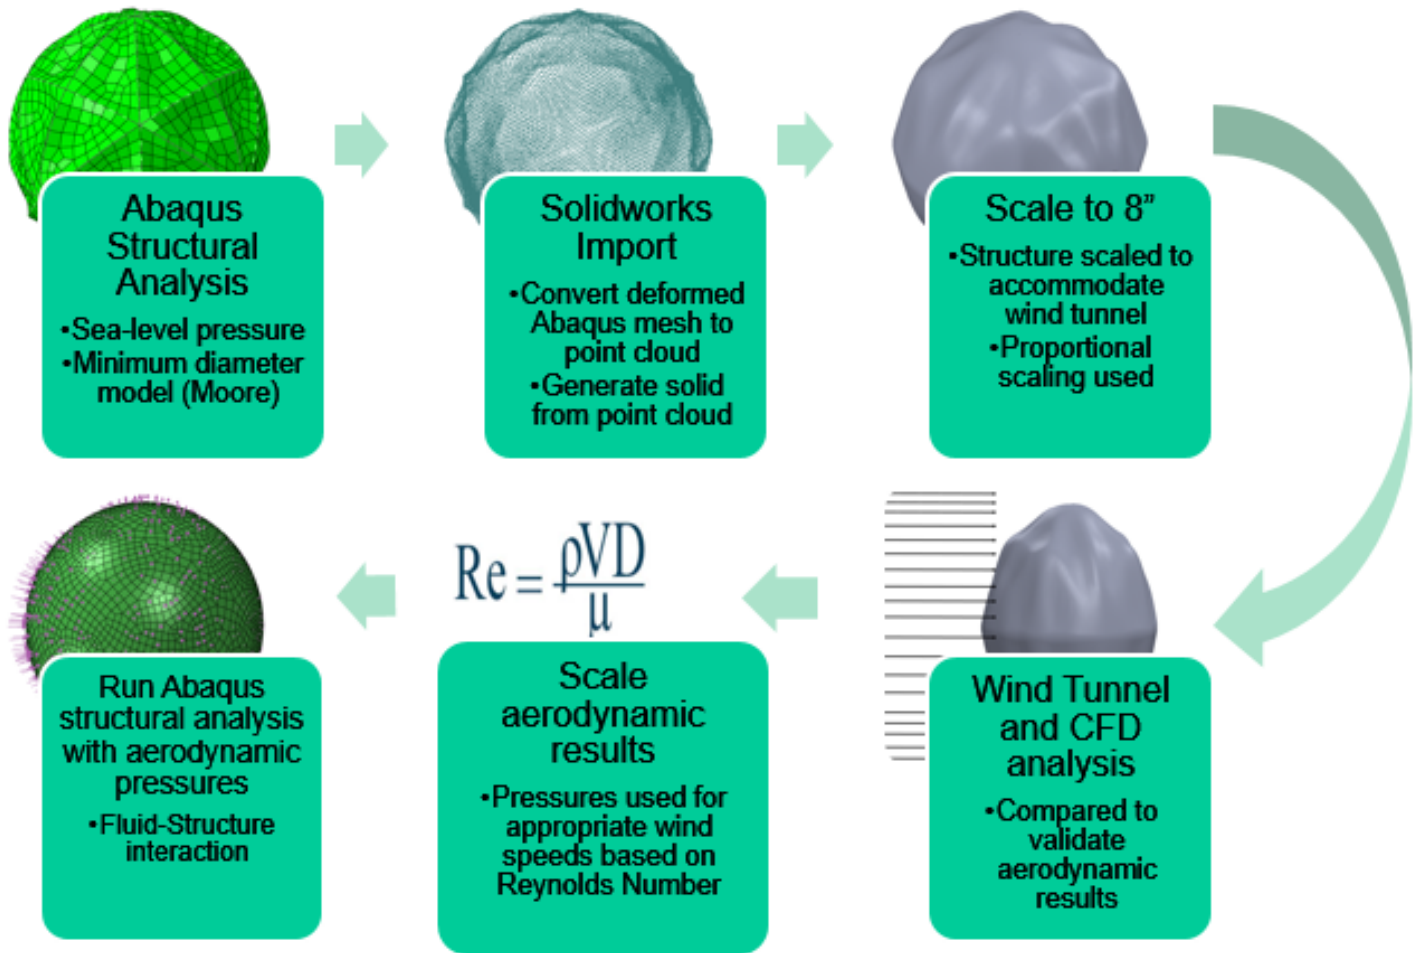 Abaqus
Structural
Analysis
•Sea-level pressure
•Minimum diameter
model (Moore)
Solidworks
Import
•Convert deformed
Abaqus mesh to
point cloud
•Generate solid
from point cloud
Scale to 8”
•Structure scaled to
accommodate
wind tunnel
•Proportional
scaling used
Wind Tunnel
and CFD
analysis
•Compared to
validate
aerodynamic
results
Re = ρVD
μ
Scale
aerodynamic
results
•Pressures used for
appropriate wind
speeds based on
Reynolds Number
Run Abaqus
structural analysis
with aerodynamic
pressures
•Fluid-Structure
interaction